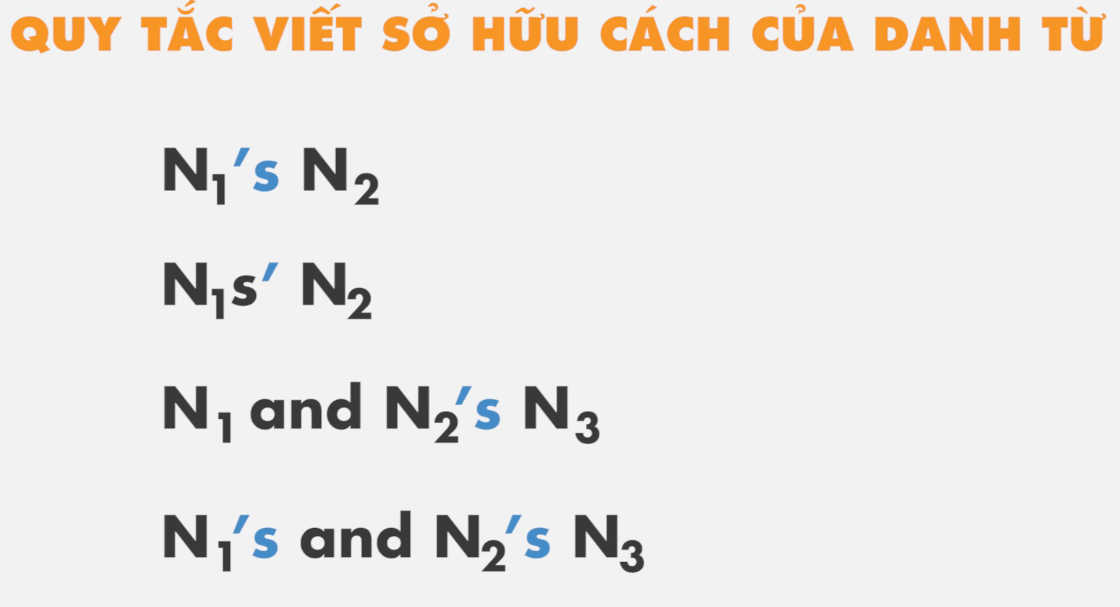 QUY TẮC VIẾT SỞ HỮU CÁCH CỦA DANH TỪ
N₁’s N₂
N₁s’ N₂
N₁ and N₂’s N₃
N₁’s and N₂’s N₃